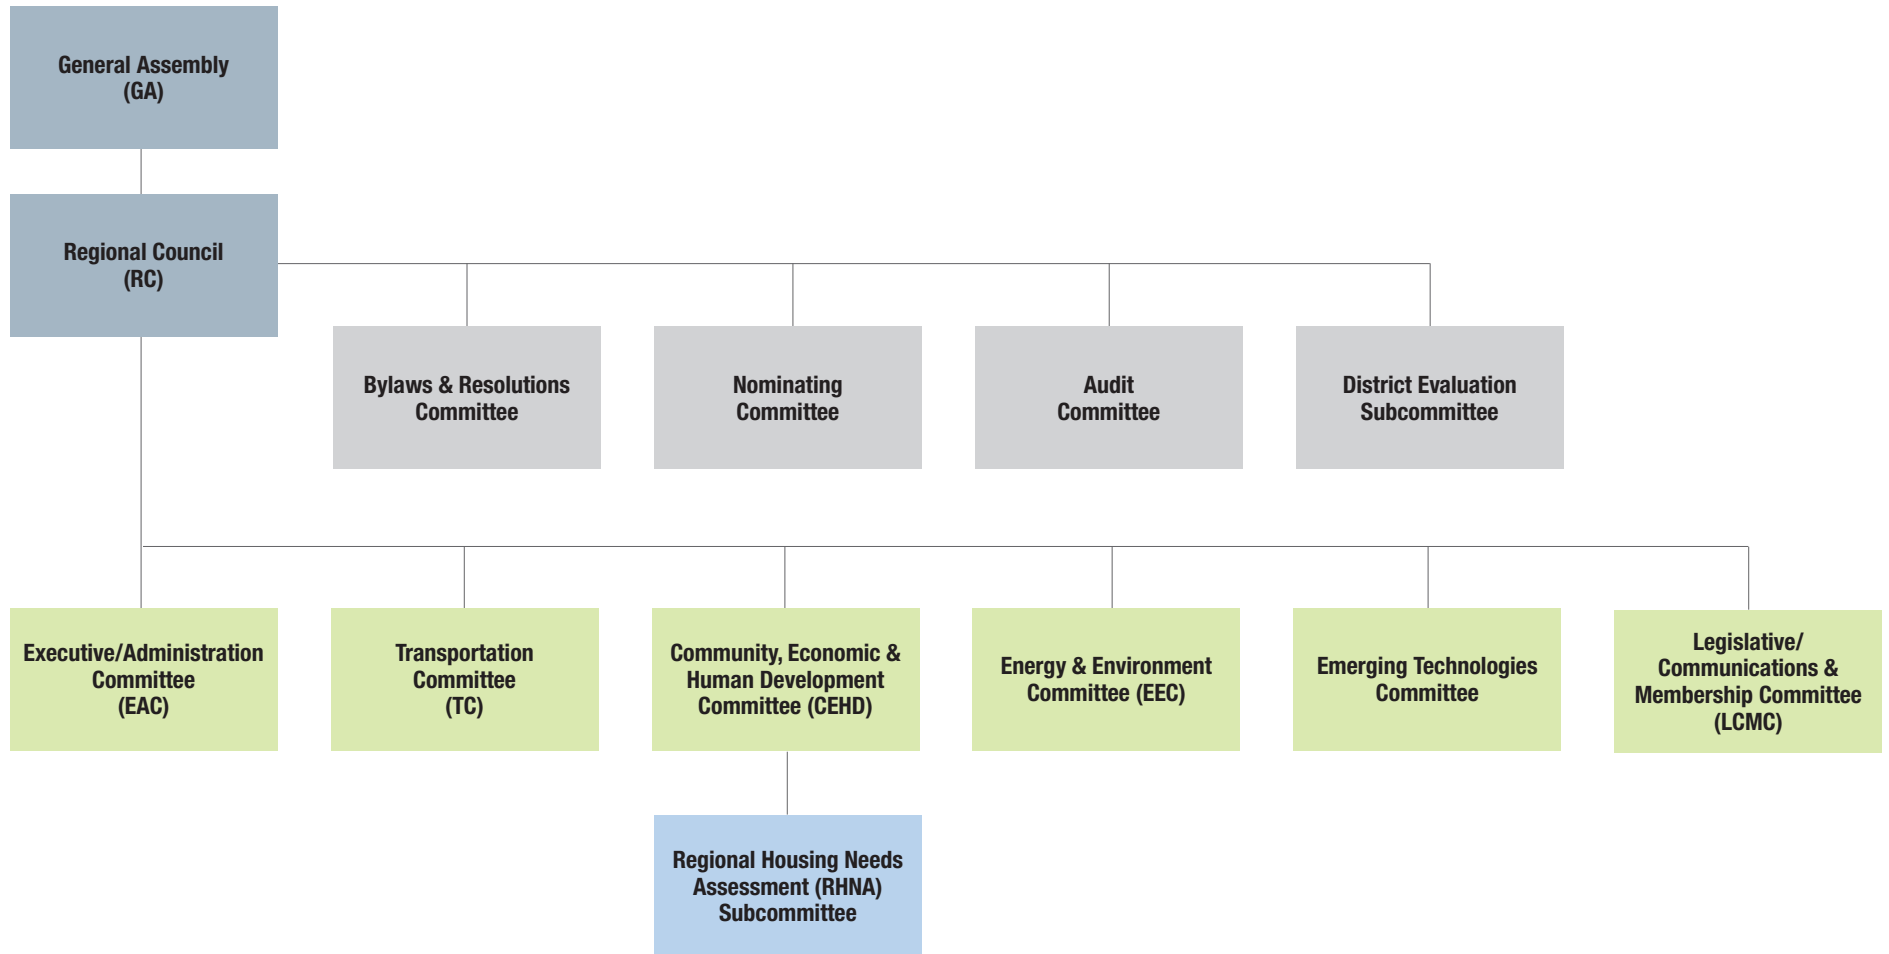 General Assembly
(GA)
Regional Council
(RC)
Bylaws & Resolutions
Committee
Nominating
Committee
Audit
Committee
District Evaluation
Subcommittee
Executive/Administration
Committee
(EAC)
Transportation
Committee
(TC)
Community, Economic &
Human Development
Committee (CEHD)
Energy & Environment
Committee (EEC)
Emerging Technologies
Committee
Legislative/
Communications &
Membership Committee
(LCMC)
Regional Housing Needs
Assessment (RHNA)
Subcommittee